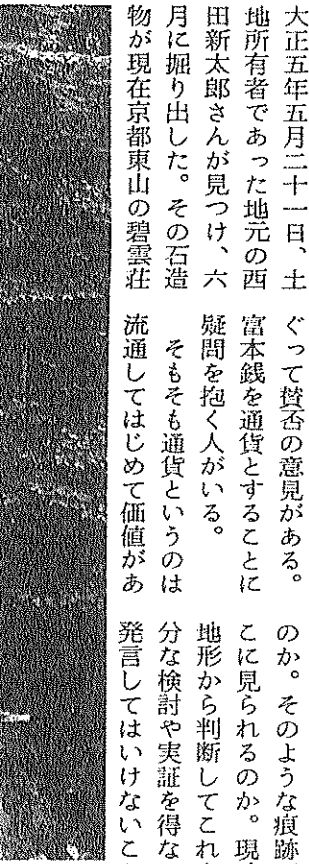 大正五年五月二十一日、土
地所有者であった地元の西
田新太郎さんが見つけ、六
月に掘り出した。その石造
物が現在京都東山の碧雲荘
ぐって賛否の意見がある。
富本銭を通貨とすることに
疑問を抱く人がいる。
そもそも通貨というのは
流通してはじめて価値があ
のか。そのような痕跡
こに見られるのか。現
地形から判断してこれ
分な検討や実証を得な
発言してはいけないこ